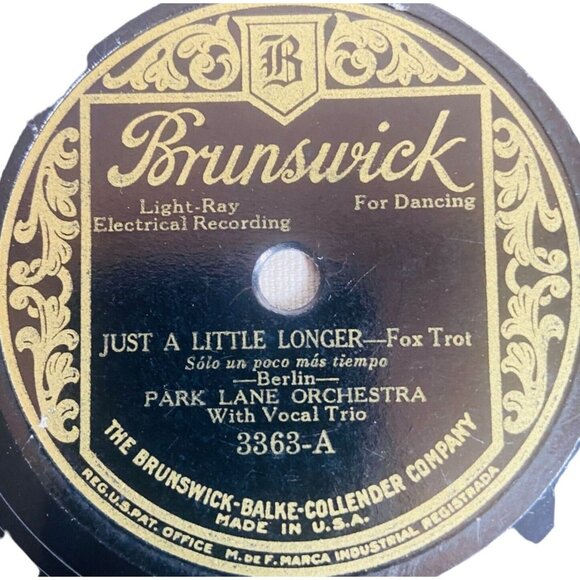 B
Brunswick
Light-Ray
Electrical Recording
For Dancing
JUST A LITTLE LONGER—Fox Trot
Sólo un poco más tiempo
—Berlin—
PARK LANE ORCHESTRA
With Vocal Trio
3363-A
THE BRUNSWICK-BALKE-COLLENDER COMPANY
MADE IN U.S.A.
REG.U.S.PAT. OFFICE M. DE F. MARCA INDUSTRIAL REGISTRADA